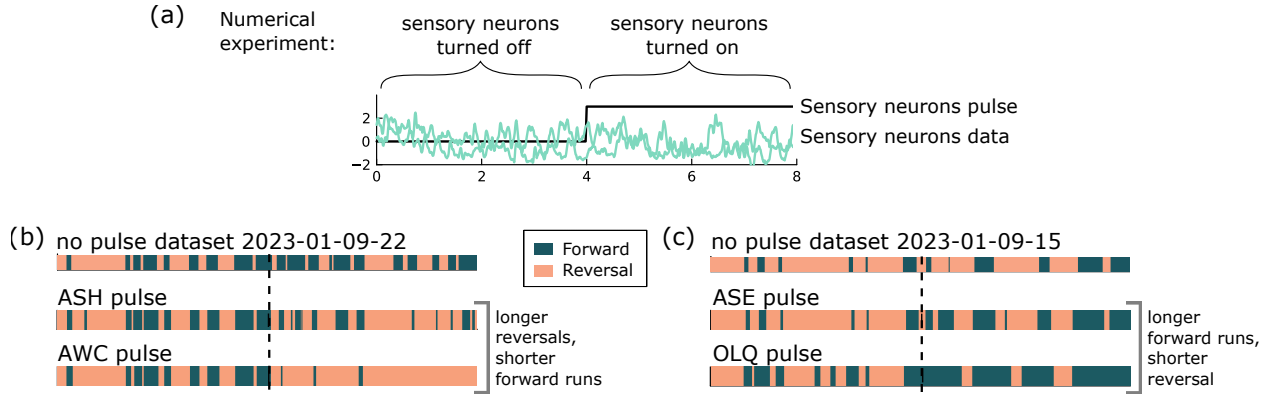 (a)
Numerical
experiment:
sensory neurons
turned off
sensory neurons
turned on
2
0
−2
0
2
4
6
8
Sensory neurons pulse
Sensory neurons data
(b)
no pulse dataset 2023-01-09-22
ASH pulse
AWC pulse
longer
reversals,
shorter
forward runs
Forward
Reversal
(c)
no pulse dataset 2023-01-09-15
ASE pulse
OLQ pulse
longer
forward runs,
shorter
reversal